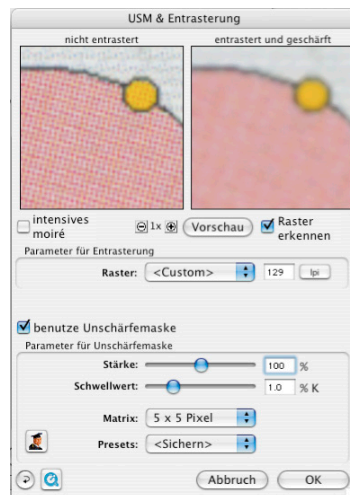 USM & Entrasterung
nicht entrastert
entrastert und geschärft
intensives moiré
1x
Vorschau
Raster erkennen
Parameter für Entrasterung
Raster: <Custom> 129 lpi
benutze Unschärfemaske
Parameter für Unschärfemaske
Stärke: 100 %
Schwellwert: 1.0 % K
Matrix: 5 x 5 Pixel
Presets: <Sichern>
Abbruch
OK